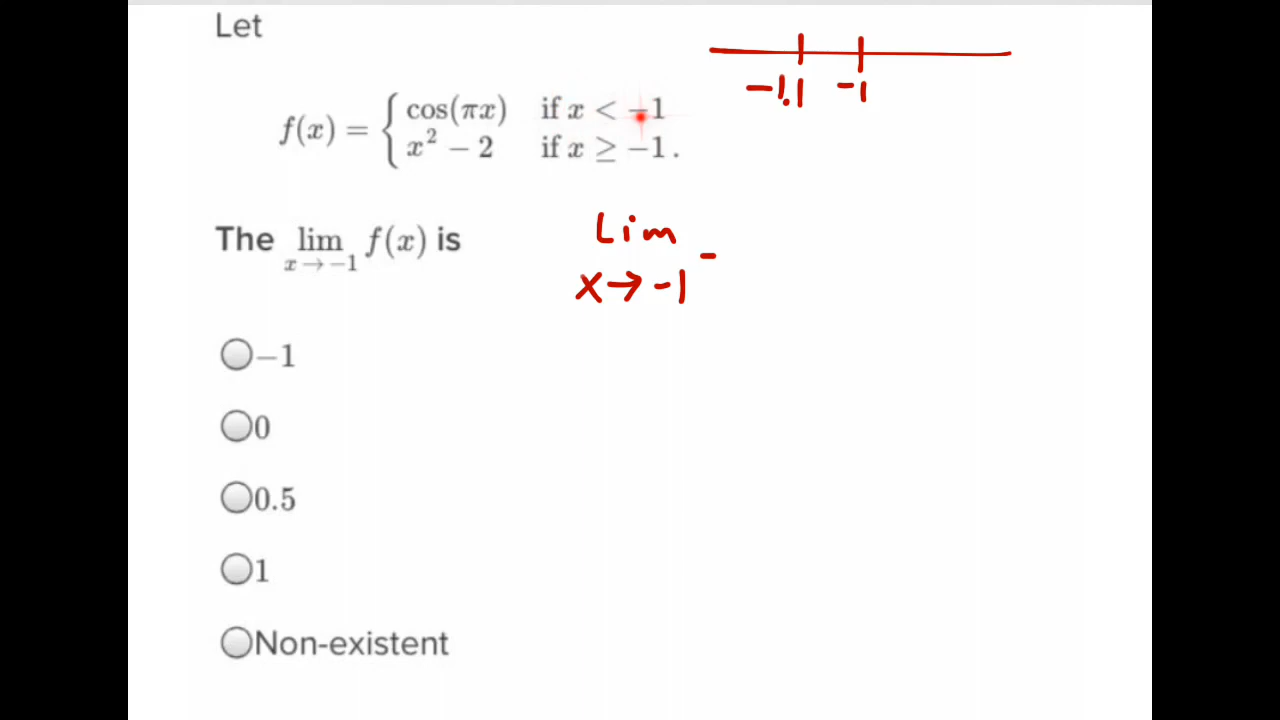 Let
-1.1 -1
f(x) = { cos(πx) if x < −1
x² − 2 if x ≥ −1.
The lim f(x) is
x→−1
Lim
x→-1 -
−1
0
0.5
1
Non-existent